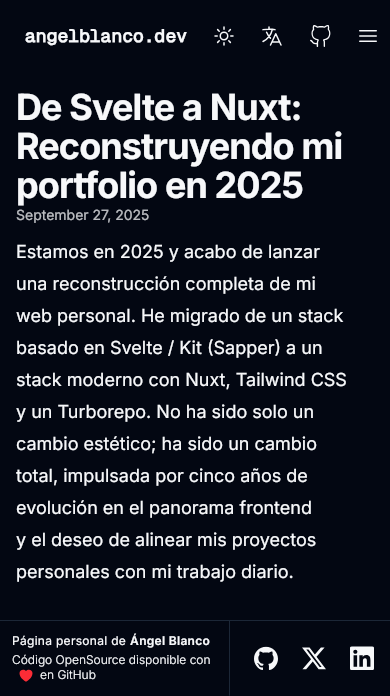 angelblanco.dev
De Svelte a Nuxt:
Reconstruyendo mi
portfolio en 2025
September 27, 2025
Estamos en 2025 y acabo de lanzar
una reconstrucción completa de mi
web personal. He migrado de un stack
basado en Svelte / Kit (Sapper) a un
stack moderno con Nuxt, Tailwind CSS
y un Turborepo. No ha sido solo un
cambio estético; ha sido un cambio
total, impulsada por cinco años de
evolución en el panorama frontend
y el deseo de alinear mis proyectos
personales con mi trabajo diario.
Página personal de Ángel Blanco
Código OpenSource disponible con
❤️ en GitHub